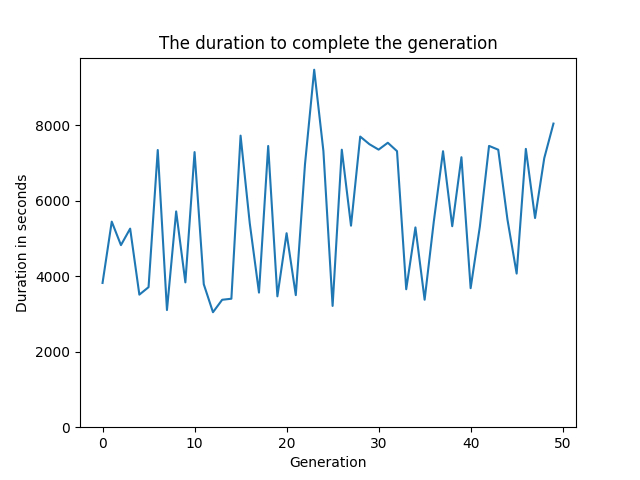 The duration to complete the generation
Duration in seconds
8000
6000
4000
2000
0
0 10 20 30 40 50
Generation